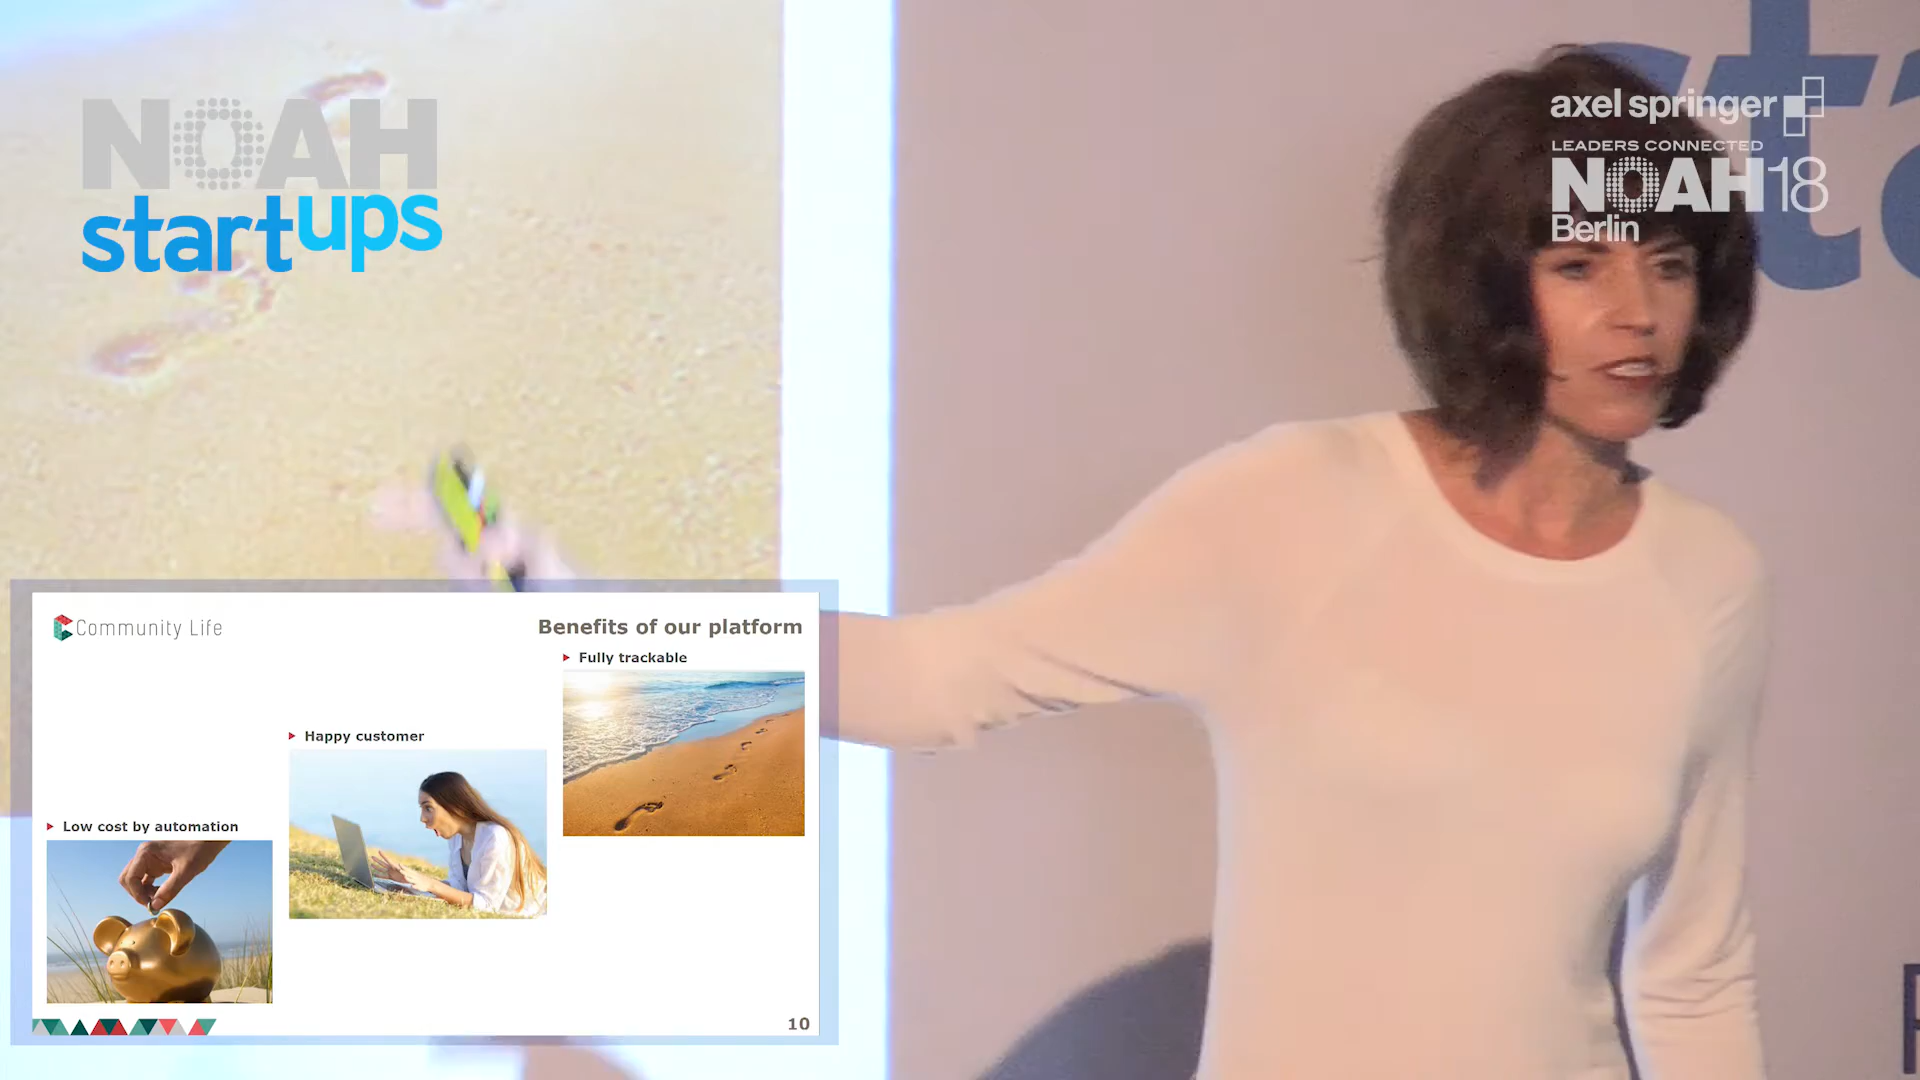 NOAH
startups
axel springer
LEADERS CONNECTED
NOAH18
Berlin
sta
Community Life
Benefits of our platform
Fully trackable
Happy customer
Low cost by automation
10